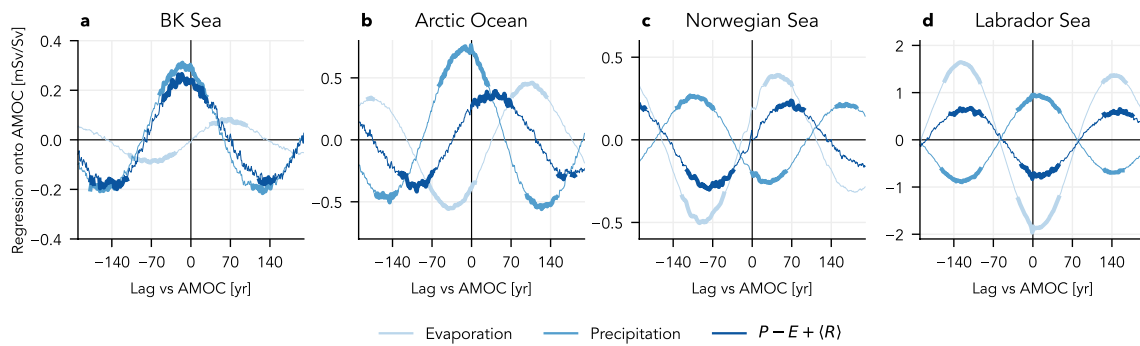 a BK Sea
b Arctic Ocean
c Norwegian Sea
d Labrador Sea
Regression onto AMOC [mSv/Sv]
0.4
0.2
0.0
−0.2
−0.4
0.5
0.0
−0.5
0.5
0.0
−0.5
2
1
0
−1
−2
−140 −70 0 70 140
−140 −70 0 70 140
−140 −70 0 70 140
−140 −70 0 70 140
Lag vs AMOC [yr]
Lag vs AMOC [yr]
Lag vs AMOC [yr]
Lag vs AMOC [yr]
Evaporation
Precipitation
P − E + ⟨R⟩